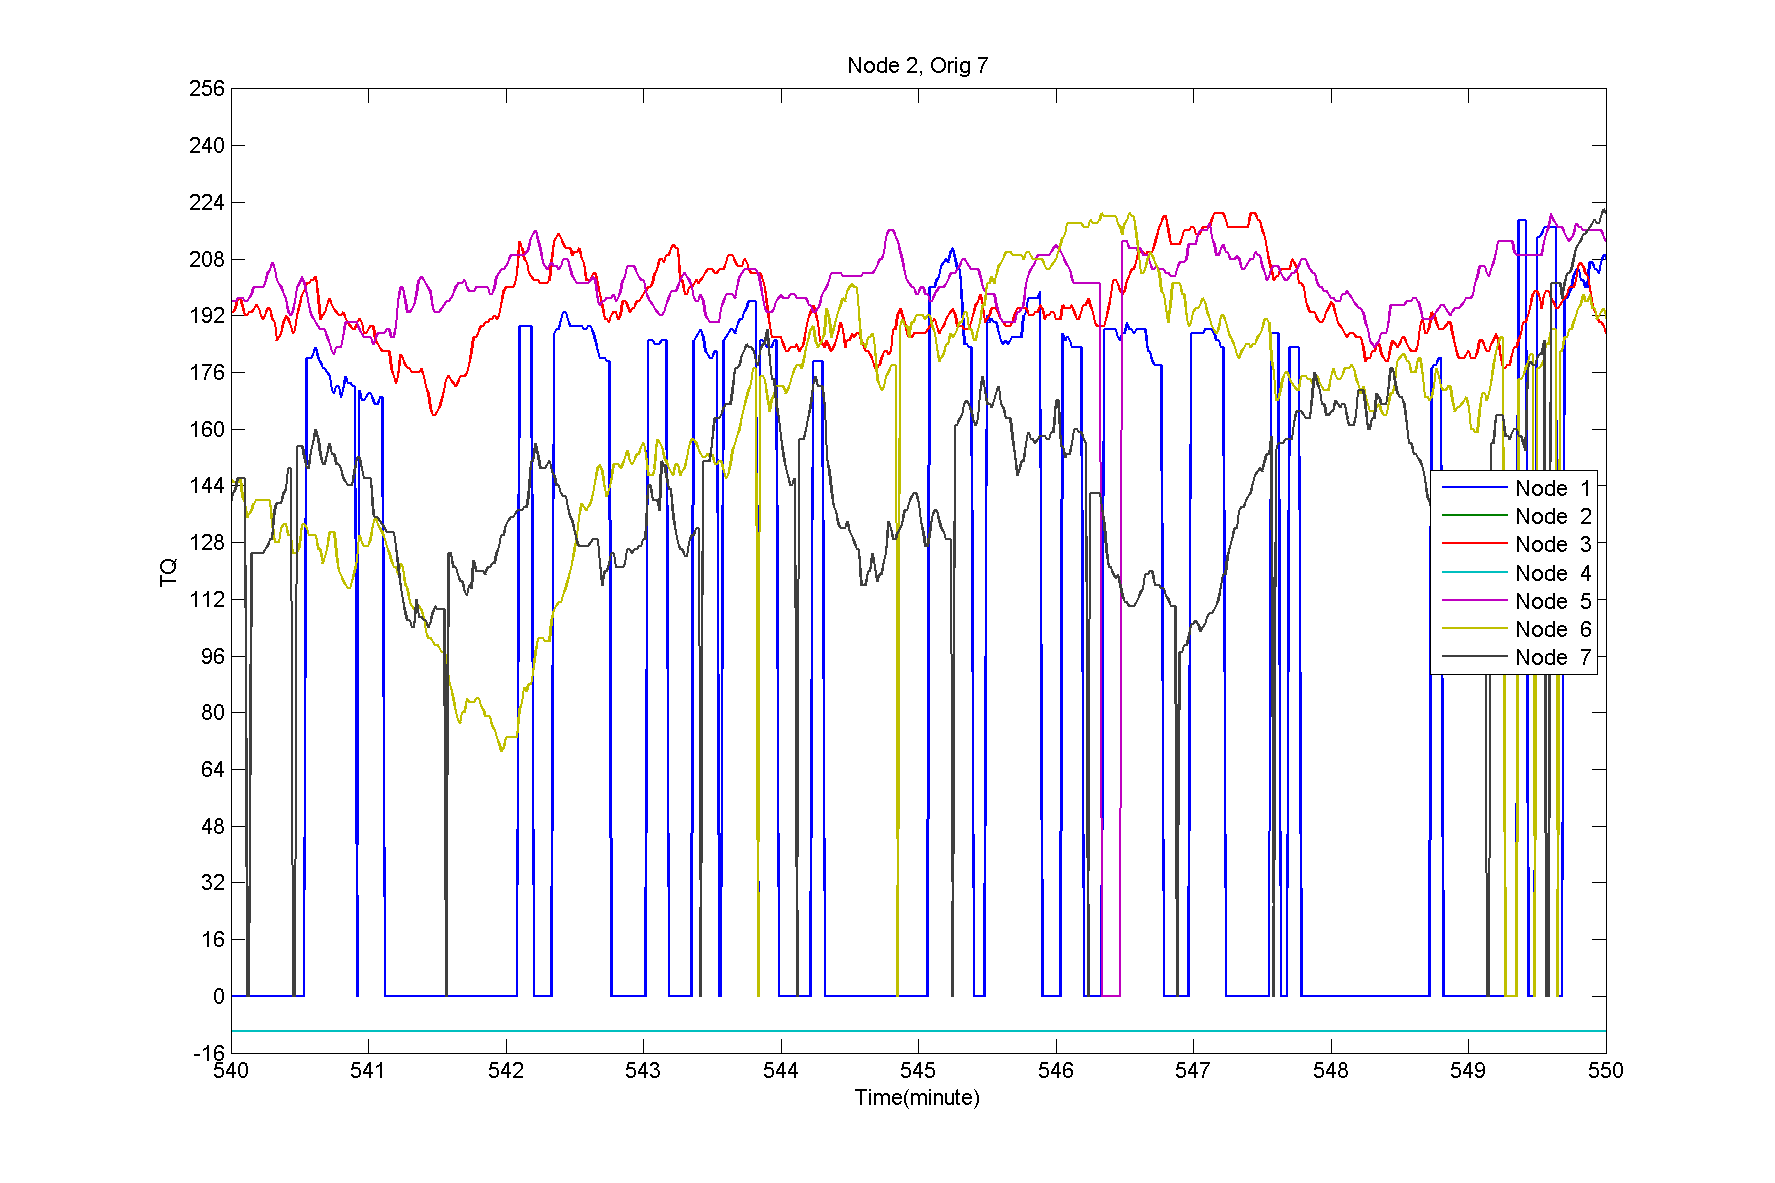 Node 2, Orig 7
256
240
224
208
192
176
160
144
128
112
96
80
64
48
32
16
0
-16
TQ
Node 1
Node 2
Node 3
Node 4
Node 5
Node 6
Node 7
540 541 542 543 544 545 546 547 548 549 550
Time(minute)